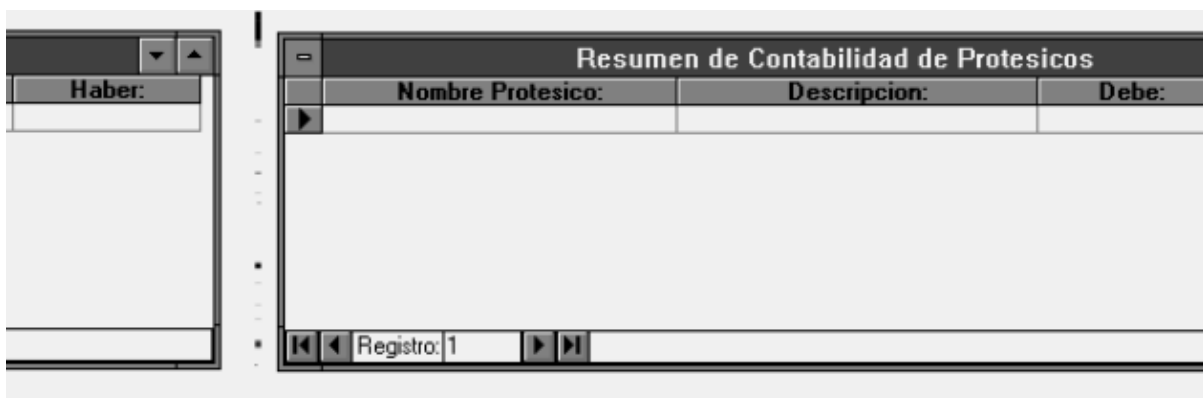 Haber:
Resumen de Contabilidad de Protesicos
Nombre Protesico: Descripcion: Debe:
Registro: 1